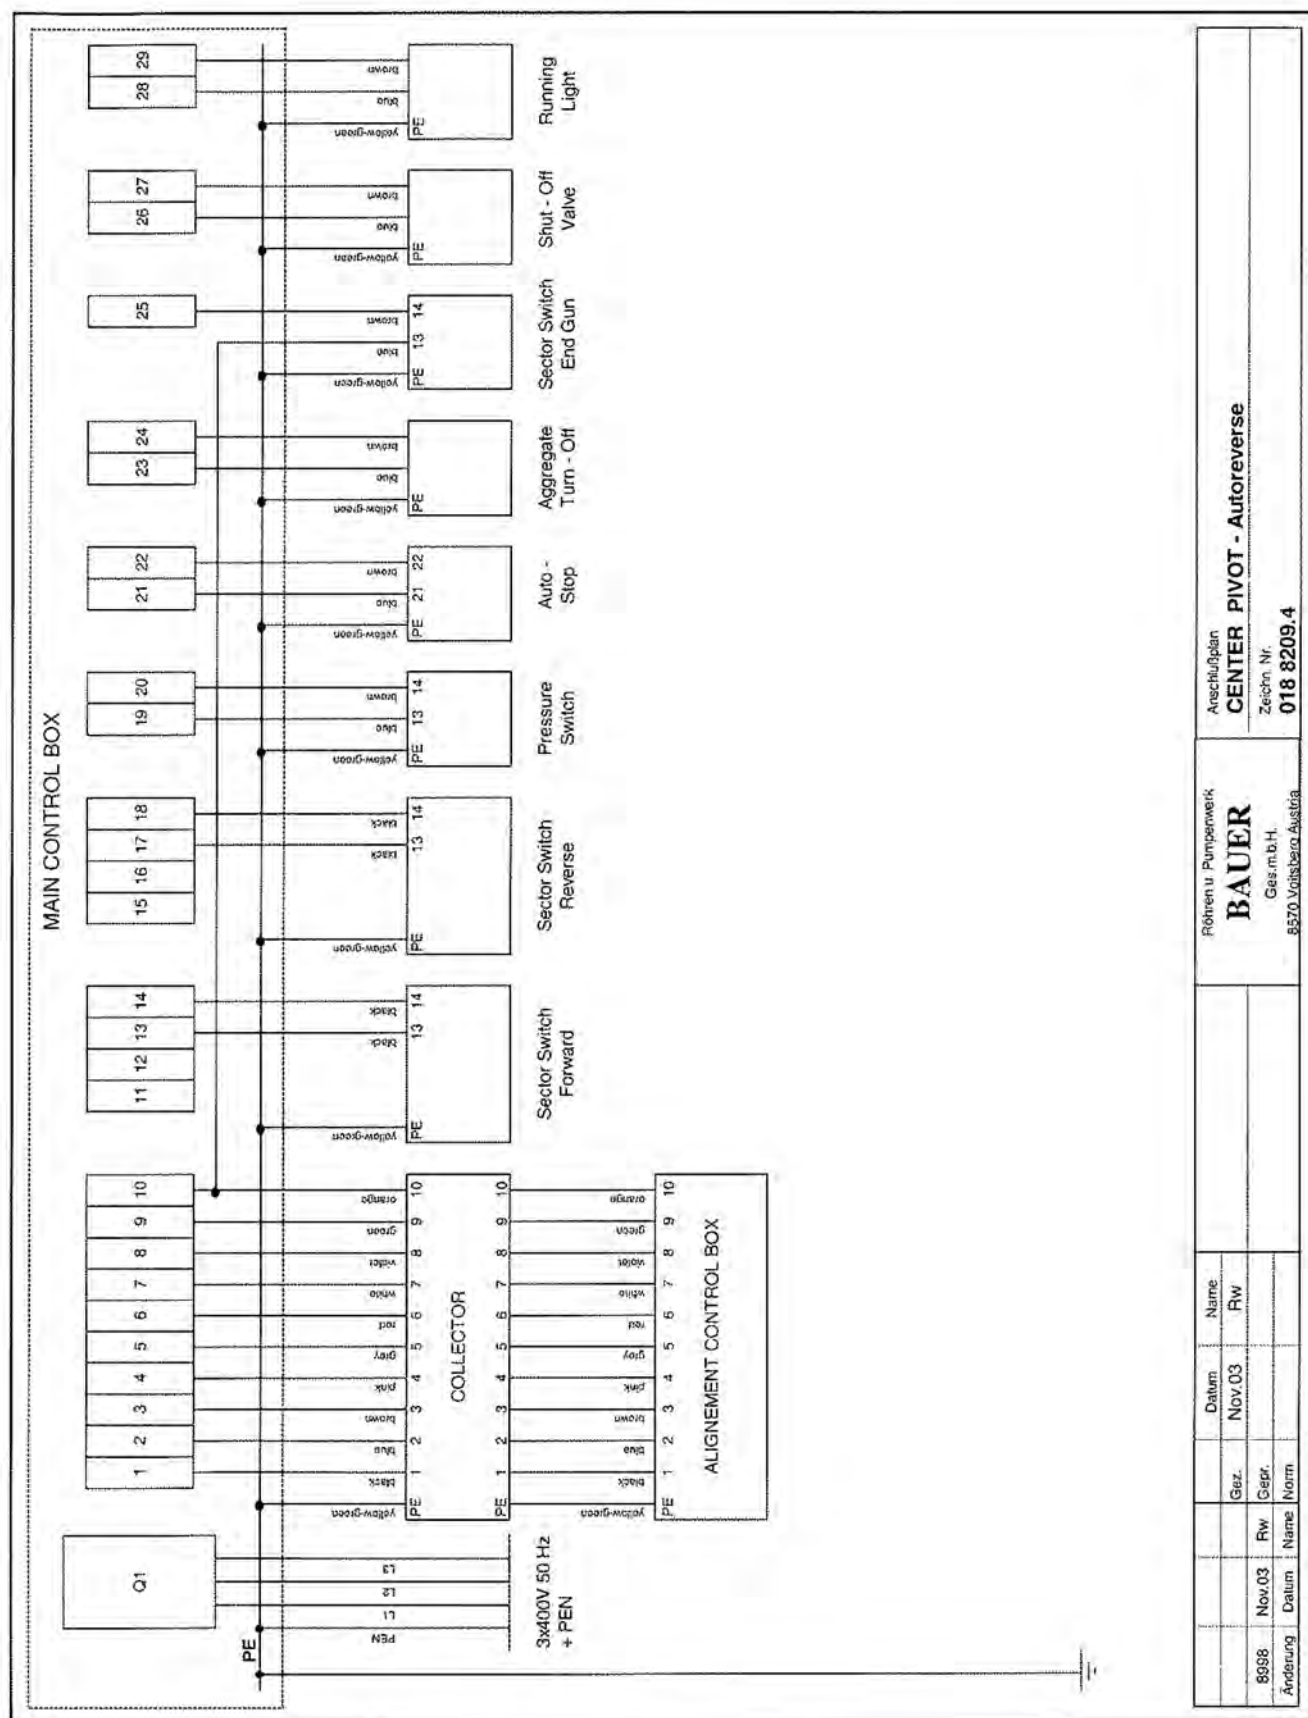 MAIN CONTROL BOX
Q1
1 2 3 4 5 6 7 8 9 10
11 12 13 14
15 16 17 18
19 20
21 22
23 24
25
26 27
28 29
PE
PEN L1 L2 L3
yellow-green black blue brown pink grey red white violet green orange
yellow-green black black
yellow-green black black
yellow-green blue brown
yellow-green blue brown
yellow-green blue brown
yellow-green blue brown
yellow-green blue brown
yellow-green blue brown
PE 1 2 3 4 5 6 7 8 9 10
COLLECTOR
PE 1 2 3 4 5 6 7 8 9 10
PE 13 14
PE 13 14
PE 13 14
PE 21 22
PE
PE 13 14
PE
PE
3x400V 50 Hz
+ PEN
Sector Switch
Forward
Sector Switch
Reverse
Pressure
Switch
Auto -
Stop
Aggregate
Turn - Off
Sector Switch
End Gun
Shut - Off
Valve
Running
Light
yellow-green black blue brown pink grey red white violet green orange
PE 1 2 3 4 5 6 7 8 9 10
ALIGNEMENT CONTROL BOX
Datum Name
Gez. Nov.03 Rw
8998 Nov.03 Rw Gepr.
Änderung Datum Name Norm
Röhren u. Pumpenwerk
BAUER
Ges.m.b.H.
8570 Voitsberg Austria
Anschlußplan
CENTER PIVOT - Autoreverse
Zeichn. Nr.
018 8209.4